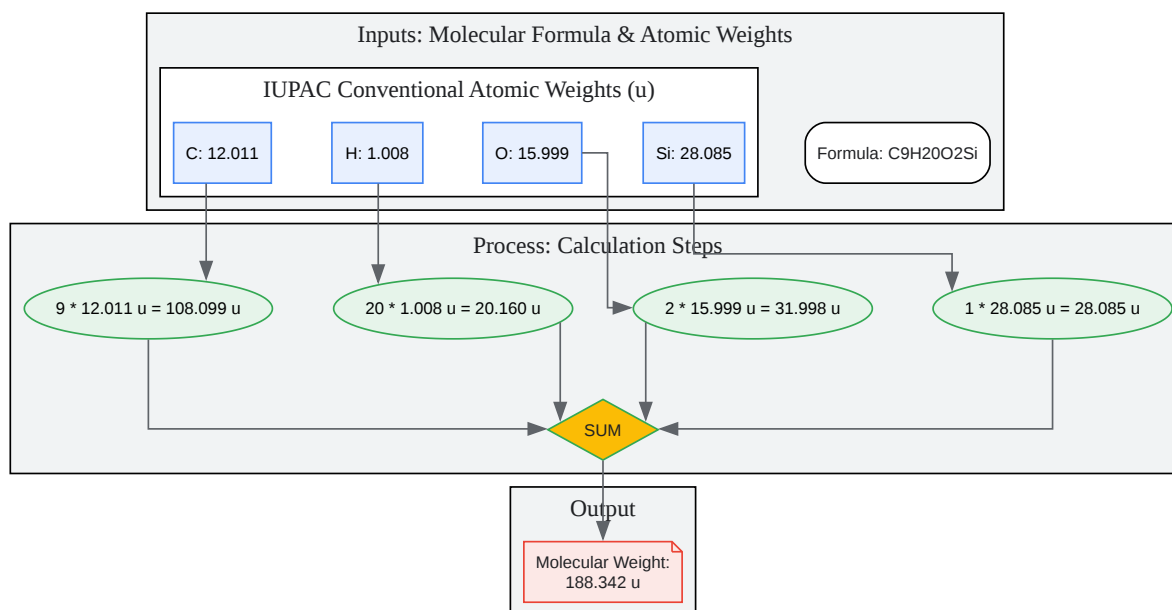 Inputs: Molecular Formula & Atomic Weights
IUPAC Conventional Atomic Weights (u)
C: 12.011
H: 1.008
O: 15.999
Si: 28.085
Formula: C9H20O2Si
Process: Calculation Steps
9 * 12.011 u = 108.099 u
20 * 1.008 u = 20.160 u
2 * 15.999 u = 31.998 u
1 * 28.085 u = 28.085 u
SUM
Output
Molecular Weight:
188.342 u